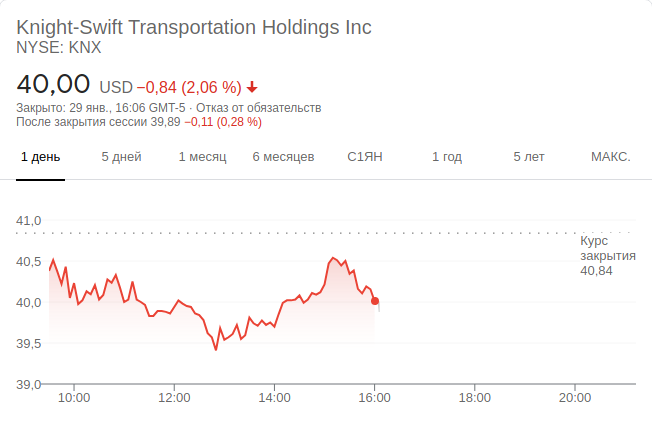 Knight-Swift Transportation Holdings Inc
NYSE: KNX
40,00 USD −0,84 (2,06 %)
Закрыто: 29 янв., 16:06 GMT-5 · Отказ от обязательств
После закрытия сессии 39,89 −0,11 (0,28 %)
1 день 5 дней 1 месяц 6 месяцев С1ЯН 1 год 5 лет МАКС.
41,0
Курс
закрытия
40,84
40,5
40,0
39,5
39,0
10:00 12:00 14:00 16:00 18:00 20:00